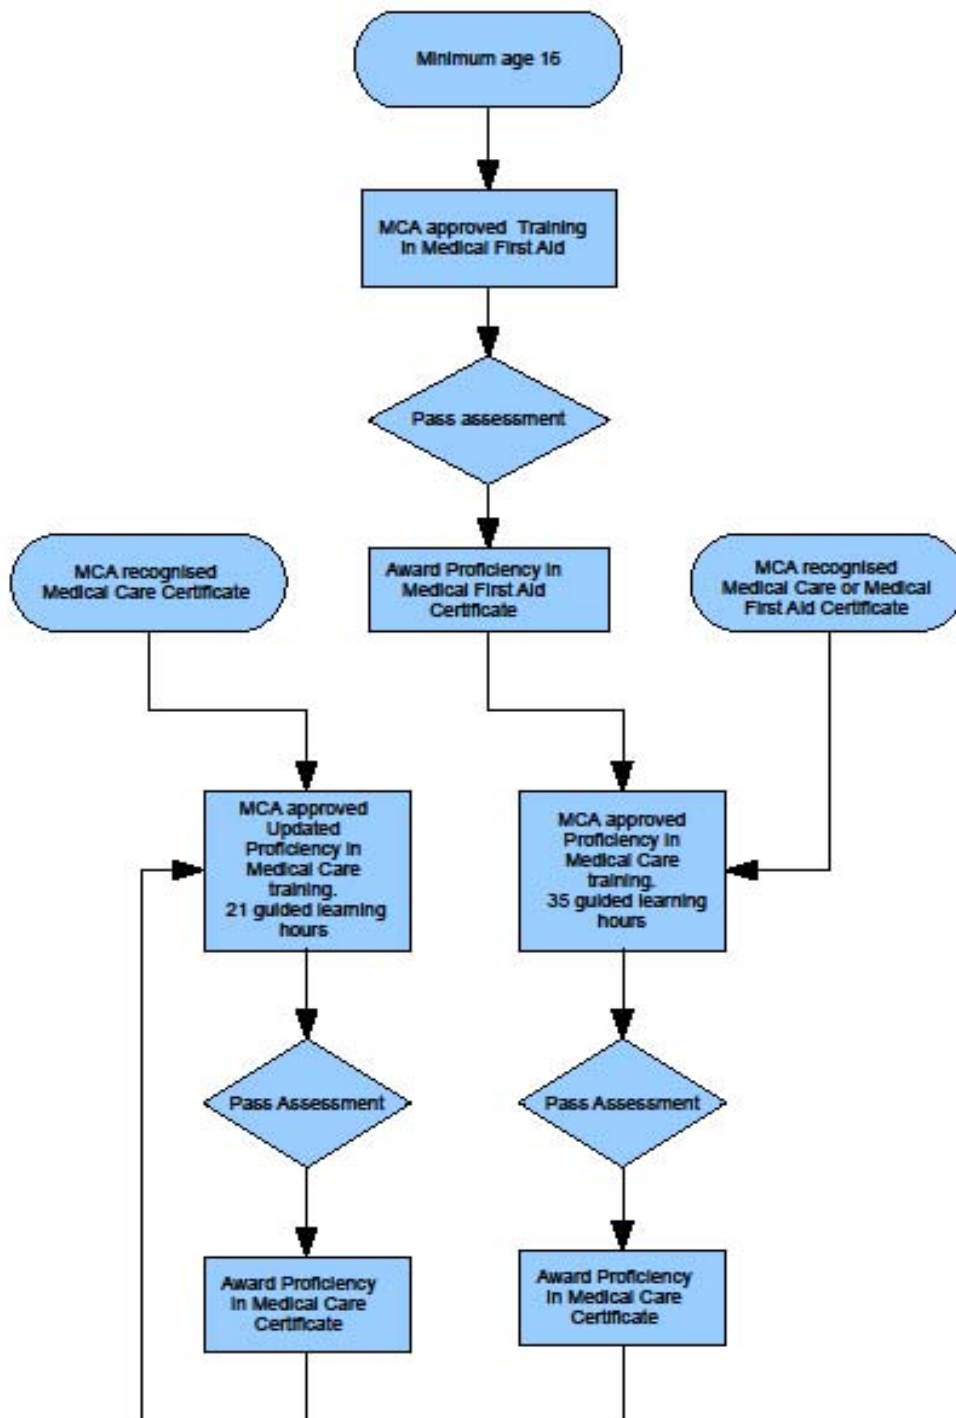 Minimum age 16
MCA approved Training
in Medical First Aid
Pass assessment
MCA recognised
Medical Care Certificate
Award Proficiency in
Medical First Aid
Certificate
MCA recognised
Medical Care or Medical
First Aid Certificate
MCA approved
Updated
Proficiency in
Medical Care
training.
21 guided learning
hours
MCA approved
Proficiency in
Medical Care
training.
35 guided learning
hours
Pass Assessment
Pass Assessment
Award Proficiency
in Medical Care
Certificate
Award Proficiency
in Medical Care
Certificate